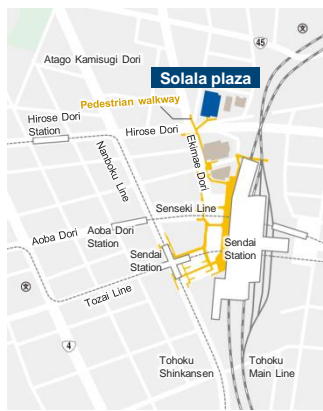 45
Atago Kamisugi Dori
Solala plaza
Pedestrian walkway
Hirose Dori
Station
Hirose Dori
Nanboku Line
Ekimae Dori
Senseki Line
Aoba Dori
Aoba Dori
Station
Sendai
Station
Sendai
Station
Tozai Line
4
Tohoku
Shinkansen
Tohoku
Main Line